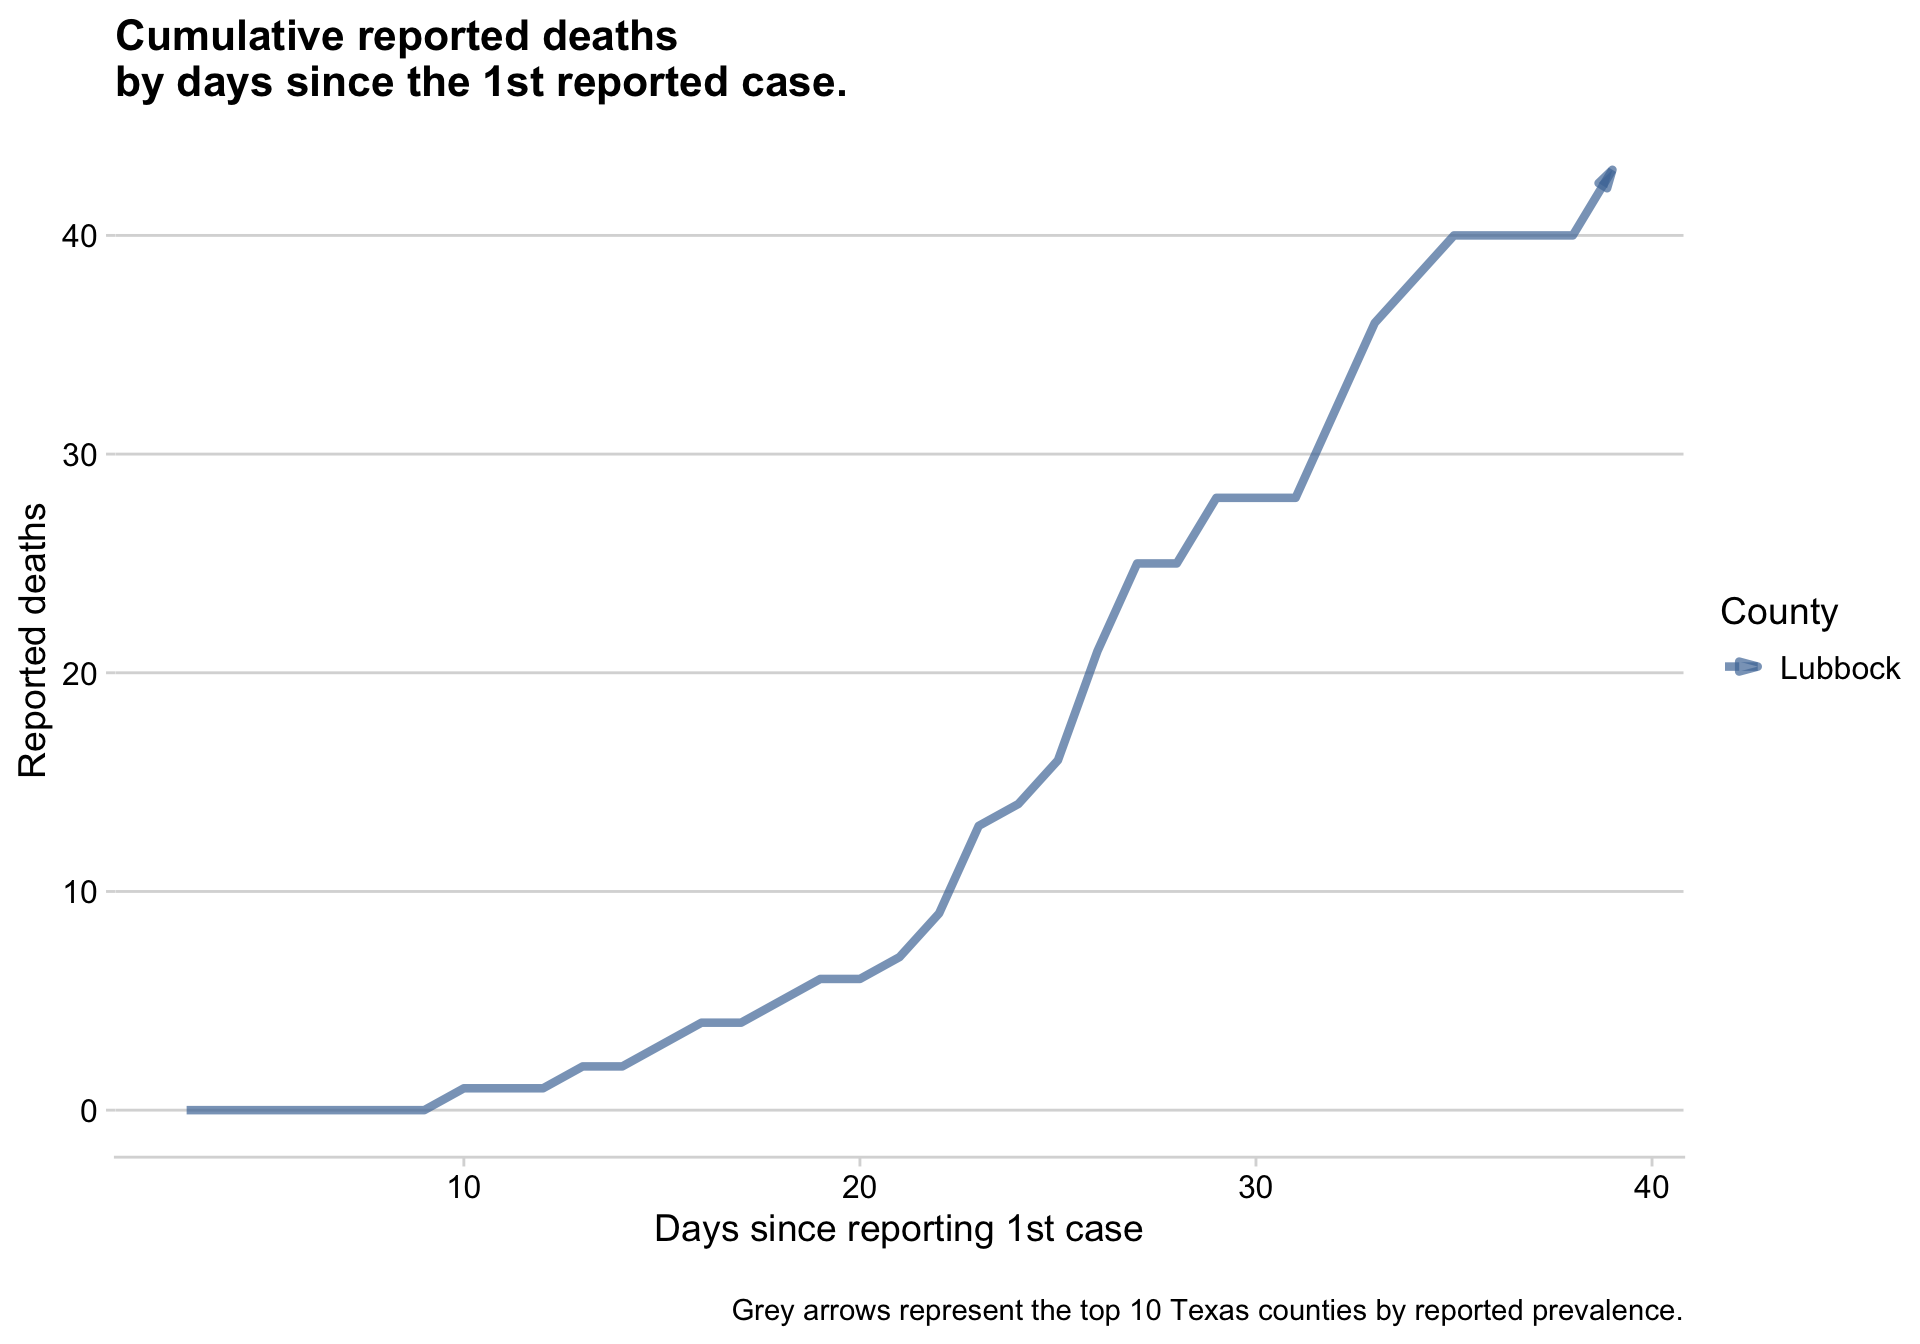 Cumulative reported deaths
by days since the 1st reported case.
40
30
20
10
0
Reported deaths
10
20
30
40
Days since reporting 1st case
County
Lubbock
Grey arrows represent the top 10 Texas counties by reported prevalence.